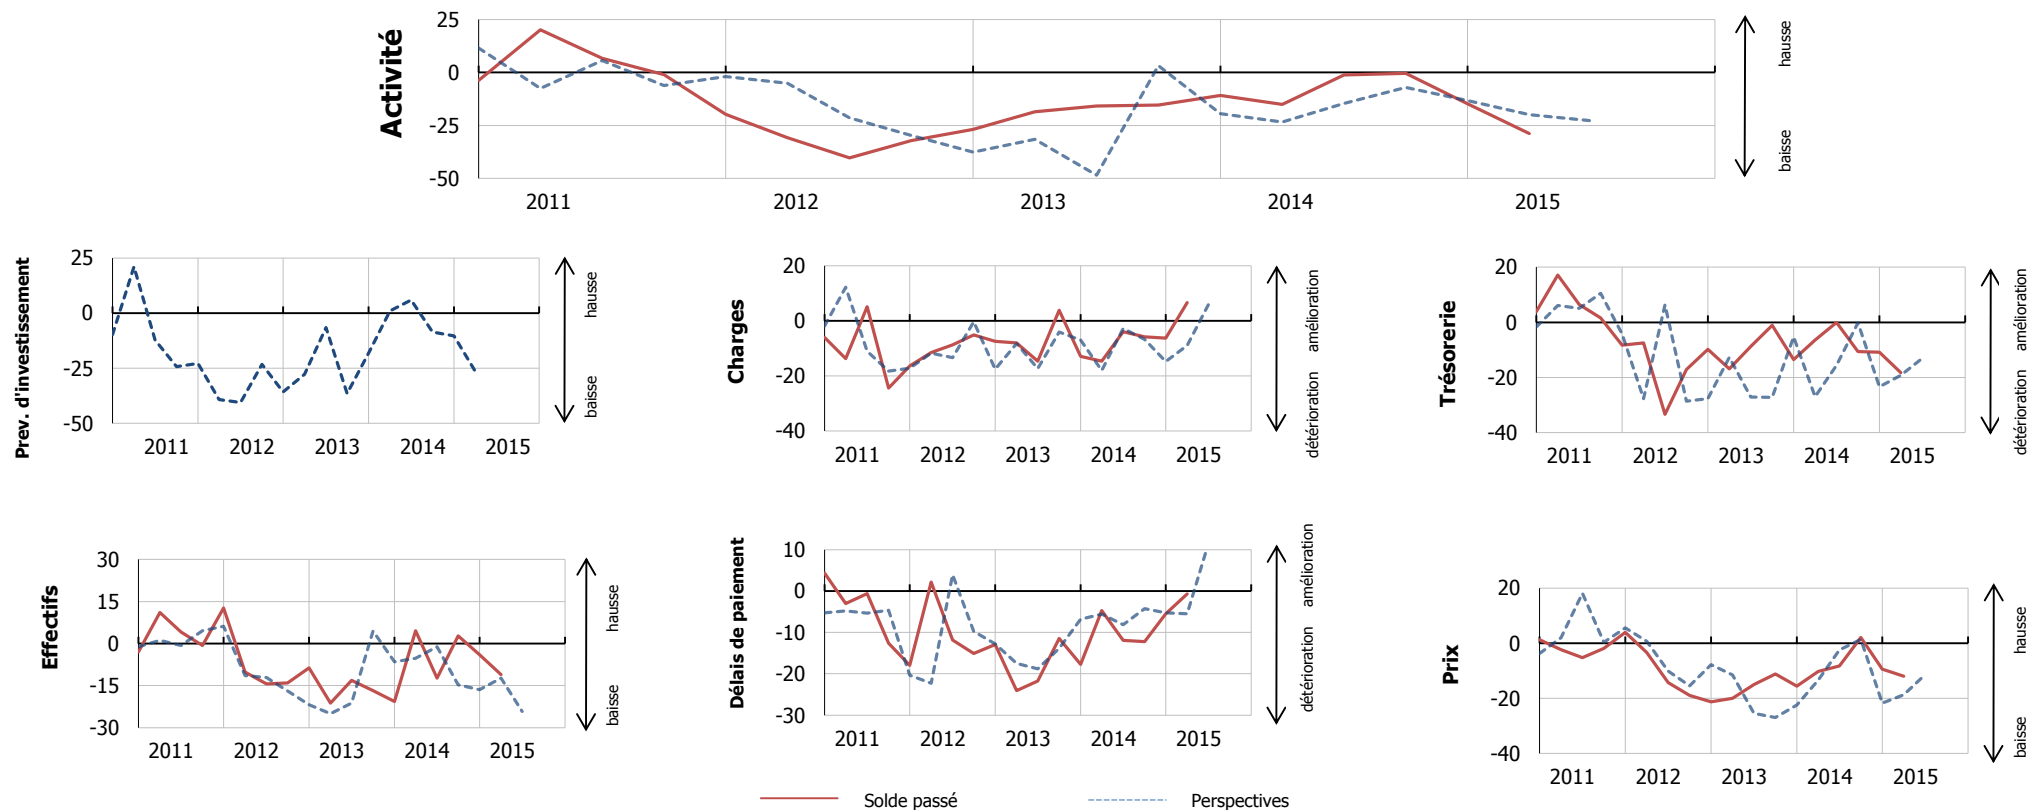 Activité
25
0
-25
-50
2011 2012 2013 2014 2015
hausse
baisse
Prev. d'investissement
25
0
-25
-50
2011 2012 2013 2014 2015
hausse
baisse
Charges
20
0
-20
-40
2011 2012 2013 2014 2015
amélioration
détérioration
Trésorerie
20
0
-20
-40
2011 2012 2013 2014 2015
amélioration
détérioration
Effectifs
30
15
0
-15
-30
2011 2012 2013 2014 2015
hausse
baisse
Délais de paiement
10
0
-10
-20
-30
2011 2012 2013 2014 2015
amélioration
détérioration
Prix
20
0
-20
-40
2011 2012 2013 2014 2015
hausse
baisse
Solde passé Perspectives